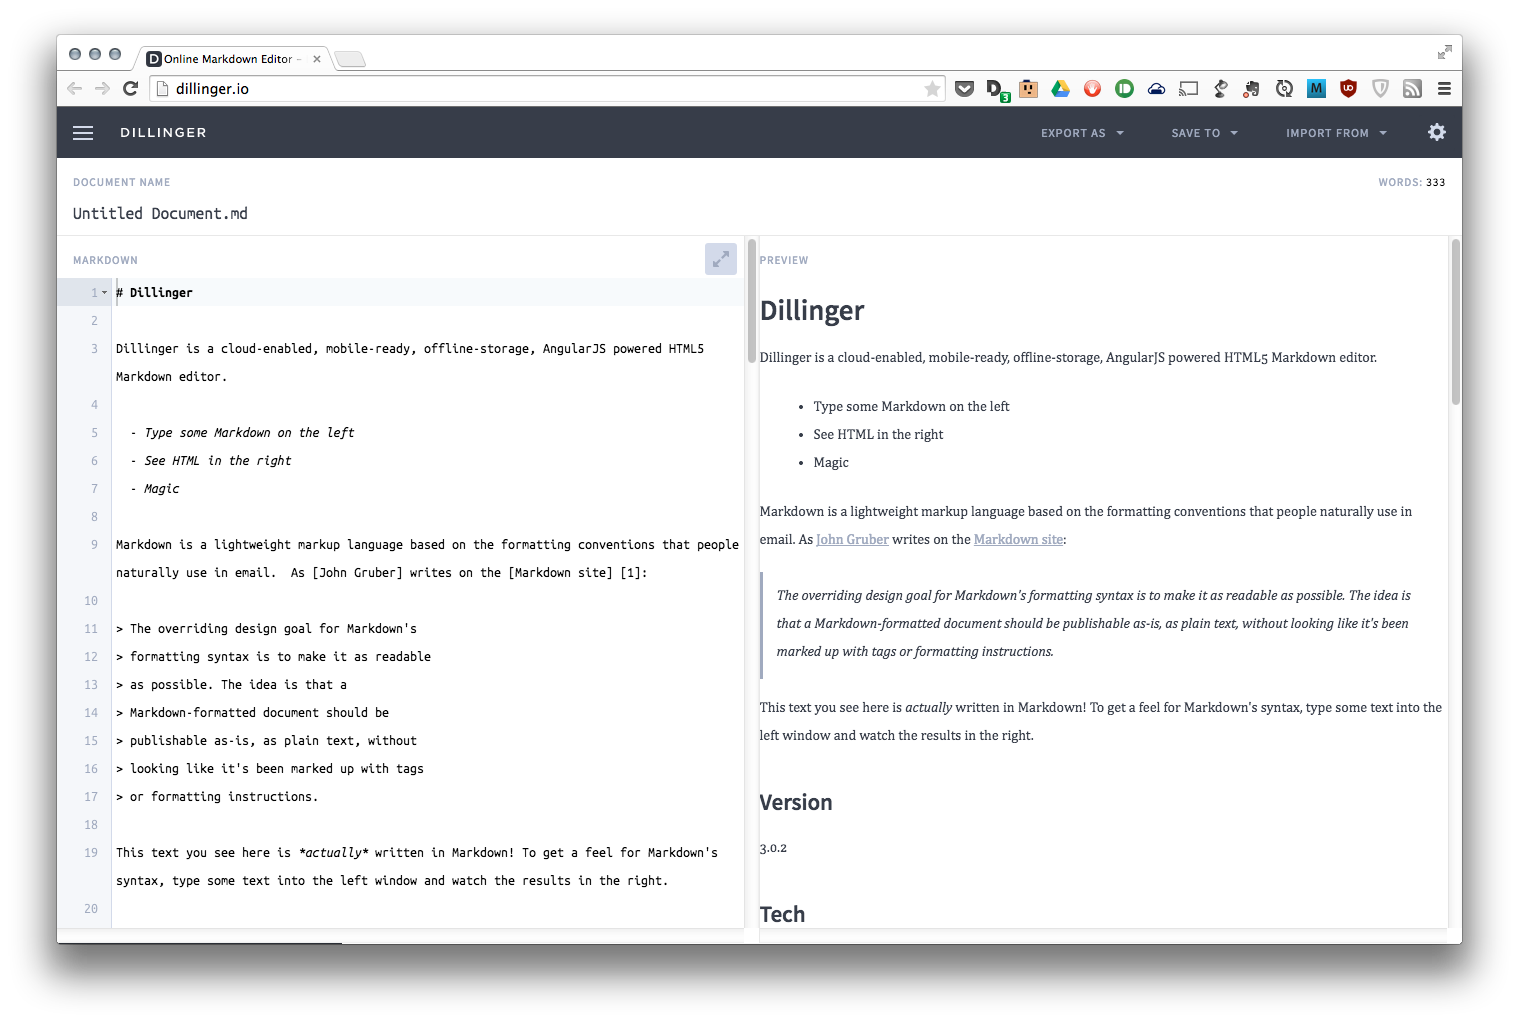 Online Markdown Editor -
dillinger.io
3
M
DILLINGER
EXPORT AS
SAVE TO
IMPORT FROM
DOCUMENT NAME
WORDS: 333
Untitled Document.md
MARKDOWN
1 # Dillinger
2
3 Dillinger is a cloud-enabled, mobile-ready, offline-storage, AngularJS powered HTML5
Markdown editor.
4
5 - Type some Markdown on the left
6 - See HTML in the right
7 - Magic
8
9 Markdown is a lightweight markup language based on the formatting conventions that people
naturally use in email.  As [John Gruber] writes on the [Markdown site] [1]:
10
11 > The overriding design goal for Markdown's
12 > formatting syntax is to make it as readable
13 > as possible. The idea is that a
14 > Markdown-formatted document should be
15 > publishable as-is, as plain text, without
16 > looking like it's been marked up with tags
17 > or formatting instructions.
18
19 This text you see here is *actually* written in Markdown! To get a feel for Markdown's
syntax, type some text into the left window and watch the results in the right.
20
PREVIEW
Dillinger
Dillinger is a cloud-enabled, mobile-ready, offline-storage, AngularJS powered HTML5 Markdown editor.
• Type some Markdown on the left
• See HTML in the right
• Magic
Markdown is a lightweight markup language based on the formatting conventions that people naturally use in
email. As John Gruber writes on the Markdown site:
The overriding design goal for Markdown's formatting syntax is to make it as readable as possible. The idea is
that a Markdown-formatted document should be publishable as-is, as plain text, without looking like it's been
marked up with tags or formatting instructions.
This text you see here is actually written in Markdown! To get a feel for Markdown's syntax, type some text into the
left window and watch the results in the right.
Version
3.0.2
Tech